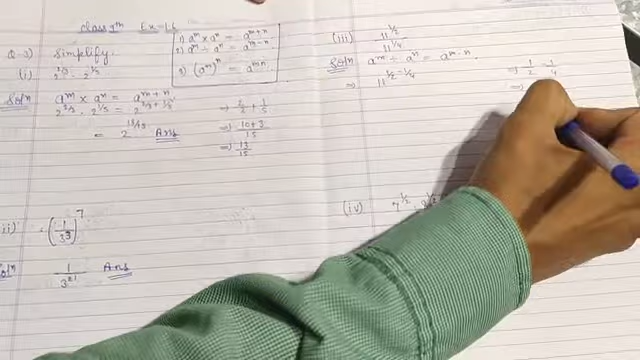 Class 9th Ex-1.6
1) a^m × a^n = a^m+n
2) a^m ÷ a^n = a^m-n
3) (a^m)^n = a^mn
Q-3) Simplify:
(i) 2^2/3 . 2^1/5
Soln a^m × a^n = a^m+n
2^2/3 . 2^1/5 = 2^2/3+1/5
= 2^13/15 Ans
⇒ 2/3 + 1/5
⇒ 10+3/15
⇒ 13/15
ii) (1/3^3)^7
Soln 1/3^21 Ans
(iii) 11^1/2 / 11^1/4
Soln a^m ÷ a^n = a^m-n
⇒ 11^1/2-1/4
⇒ 1/2 - 1/4
⇒
(iv) 7^1/2 . 8^1/2